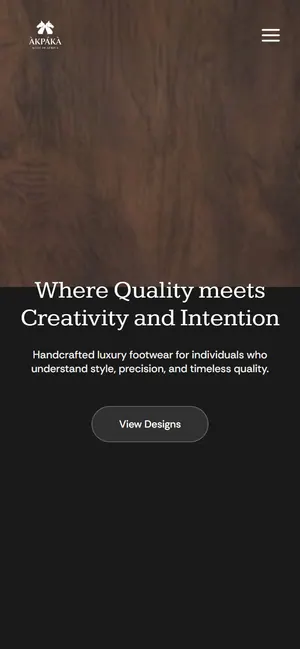 ÀKPÁKÀ
Where Quality meets
Creativity and Intention
Handcrafted luxury footwear for individuals who
understand style, precision, and timeless quality.
View Designs